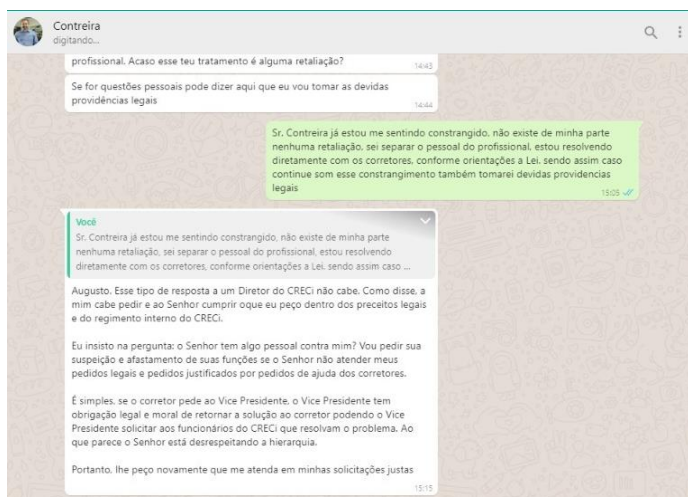 Contreira
digitando...
profissional. Acaso esse teu tratamento é alguma retaliação?
14:43
Se for questões pessoais pode dizer aqui que eu vou tomar as devidas
providências legais
14:44
Sr. Contreira já estou me sentindo constrangido, não existe de minha parte
nenhuma retaliação, sei separar o pessoal do profissional, estou resolvendo
diretamente com os corretores, conforme orientações a Lei. sendo assim caso
continue som esse constrangimento também tomarei devidas providencias
legais
15:05
Você
Sr. Contreira já estou me sentindo constrangido, não existe de minha parte
nenhuma retaliação, sei separar o pessoal do profissional, estou resolvendo
diretamente com os corretores, conforme orientações a Lei. sendo assim caso ...
Augusto. Esse tipo de resposta a um Diretor do CRECi não cabe. Como disse, a
mim cabe pedir e ao Senhor cumprir oque eu peço dentro dos preceitos legais
e do regimento interno do CRECi.
Eu insisto na pergunta: o Senhor tem algo pessoal contra mim? Vou pedir sua
suspeição e afastamento de suas funções se o Senhor não atender meus
pedidos legais e pedidos justificados por pedidos de ajuda dos corretores.
É simples. se o corretor pede ao Vice Presidente. o Vice Presidente tem
obrigação legal e moral de retornar a solução ao corretor podendo o Vice
Presidente solicitar aos funcionários do CRECi que resolvam o problema. Ao
que parece o Senhor está desrespeitando a hierarquia.
Portanto. lhe peço novamente que me atenda em minhas solicitações justas
15:15